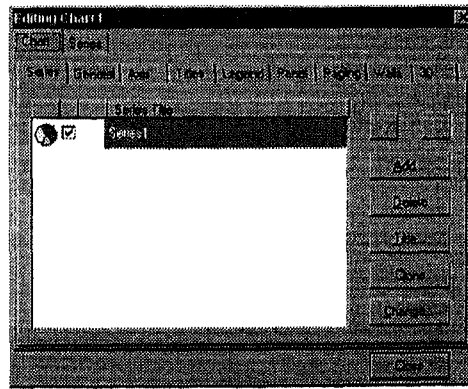 Editing Chart1
Chart Series
Series General Axis Titles Legend Panel Paging Walls 3D
Series Title
Series1
Add...
Delete
Title...
Clone
Change...
Close